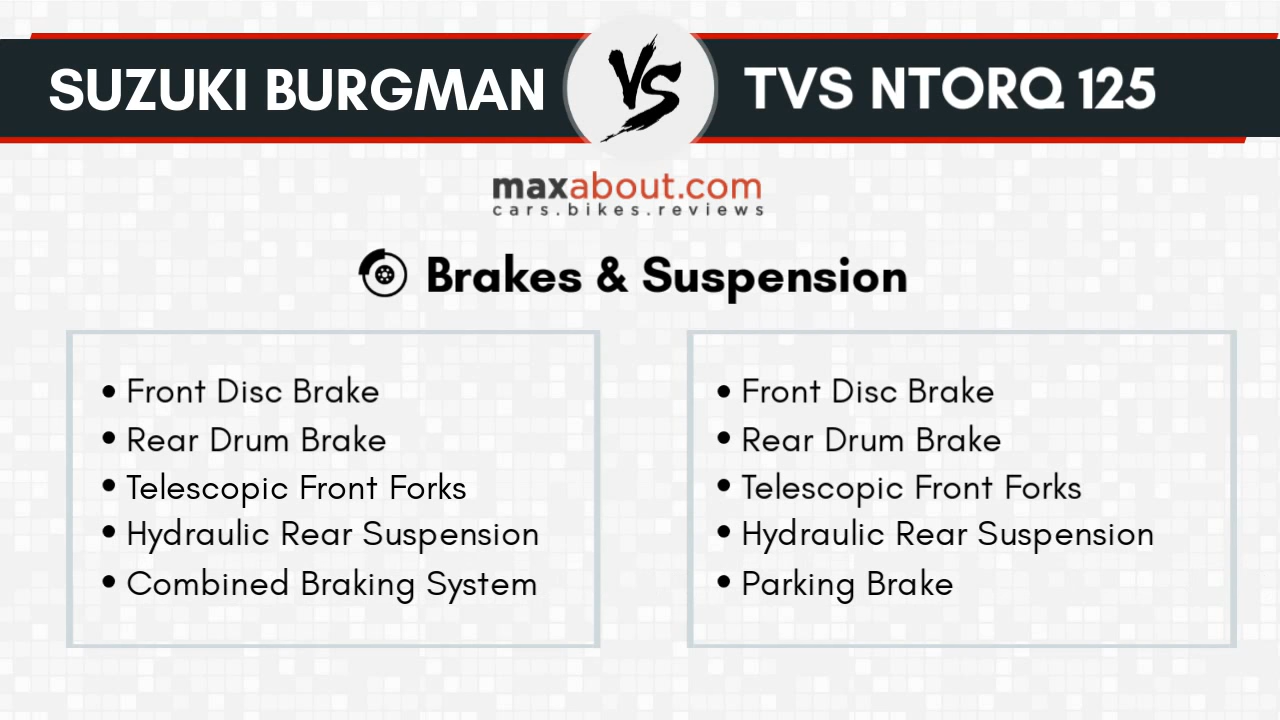 SUZUKI BURGMAN
VS
TVS NTORQ 125
maxabout.com
cars.bikes.reviews
Brakes & Suspension
• Front Disc Brake
• Rear Drum Brake
• Telescopic Front Forks
• Hydraulic Rear Suspension
• Combined Braking System
• Front Disc Brake
• Rear Drum Brake
• Telescopic Front Forks
• Hydraulic Rear Suspension
• Parking Brake